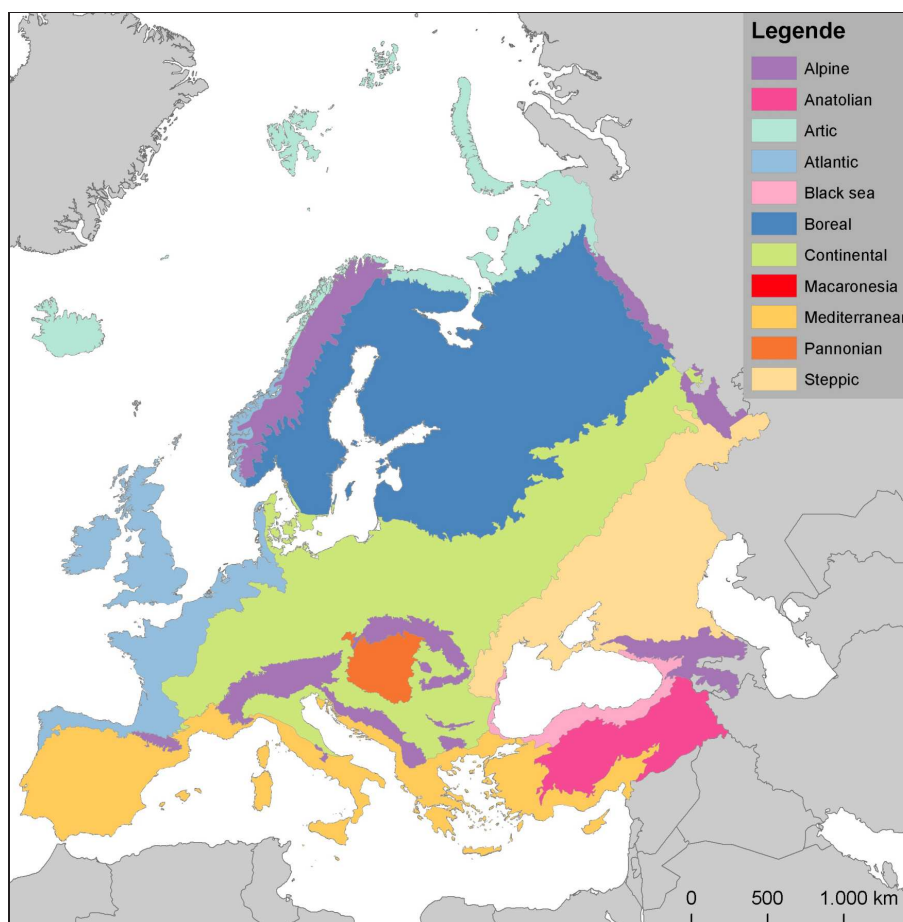 Legende
Alpine
Anatolian
Artic
Atlantic
Black sea
Boreal
Continental
Macaronesia
Mediterranean
Pannonian
Steppic
0 500 1.000 km